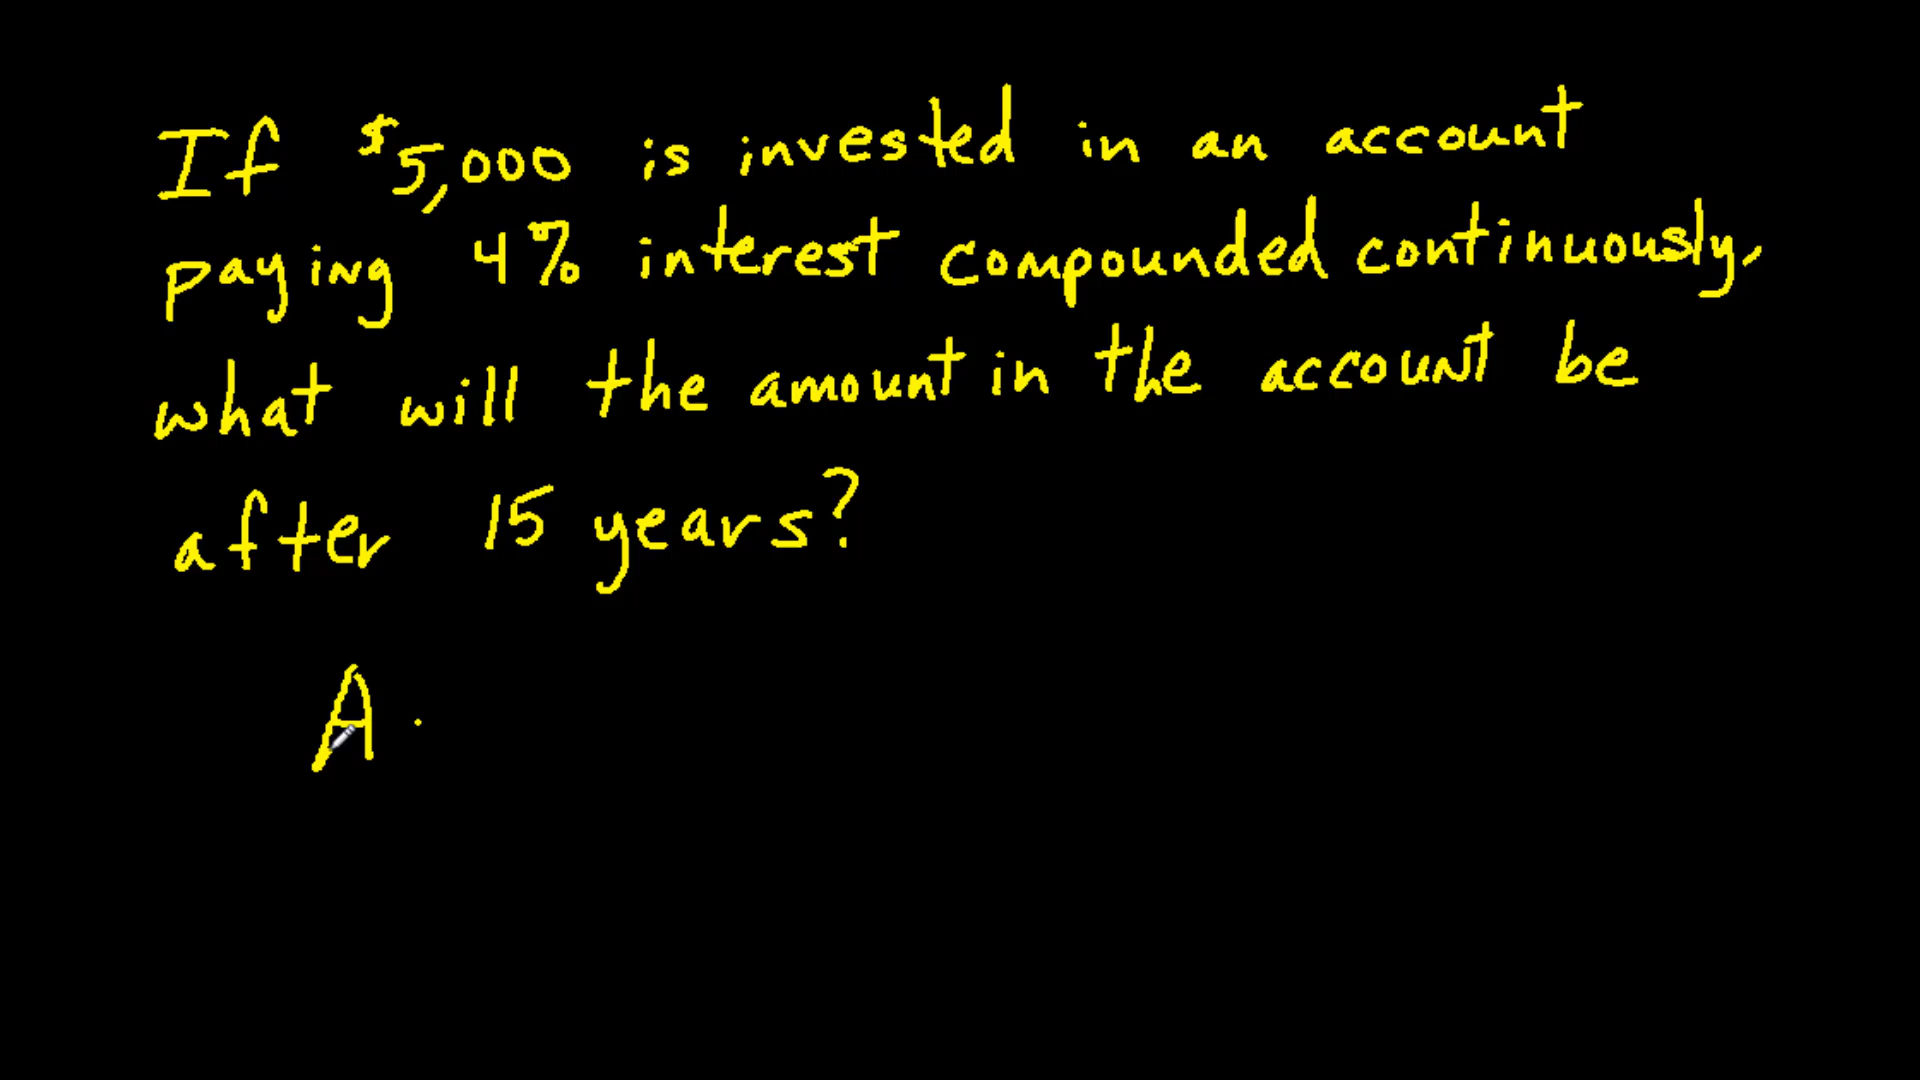 If $5,000 is invested in an account
paying 4% interest compounded continuously,
what will the amount in the account be
after 15 years?
A